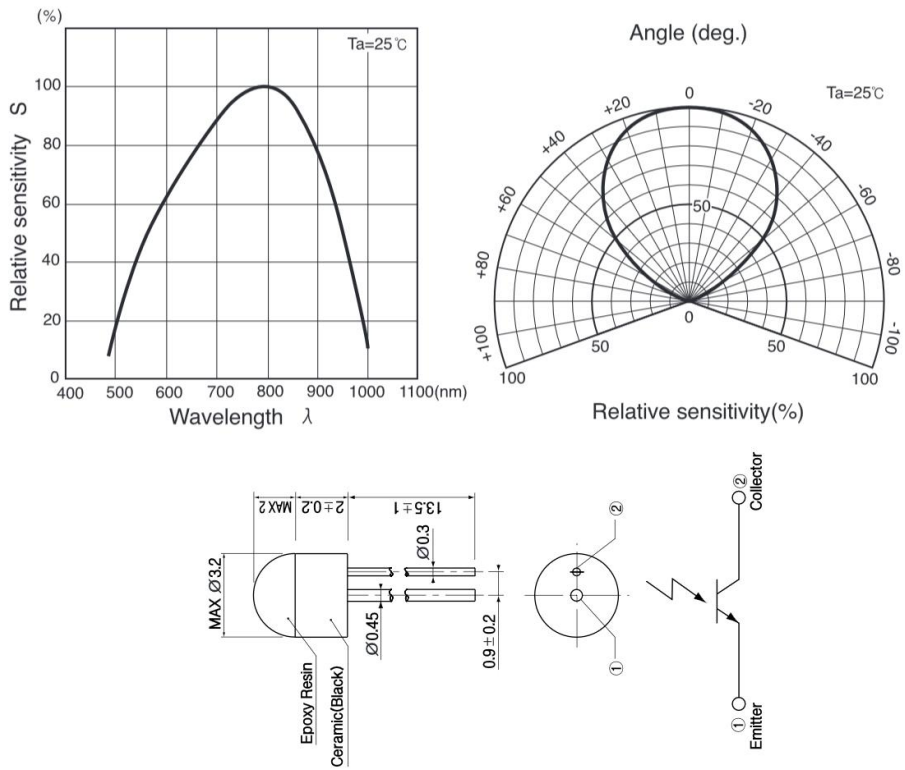 (%)
Ta=25℃
Relative sensitivity S
100
80
60
40
20
0
400 500 600 700 800 900 1000 1100(nm)
Wavelength λ
Angle (deg.)
Ta=25℃
0
+20 -20
+40 -40
+60 -60
+80 -80
+100 -100
50
0
50 50
100 100
Relative sensitivity(%)
MAX 2
2±0.2
13.5±1
MAX Ø3.2
Ø0.3
Ø0.45
0.9±0.2
Epoxy Resin
Ceramic(Black)
②
①
② Collector
① Emitter